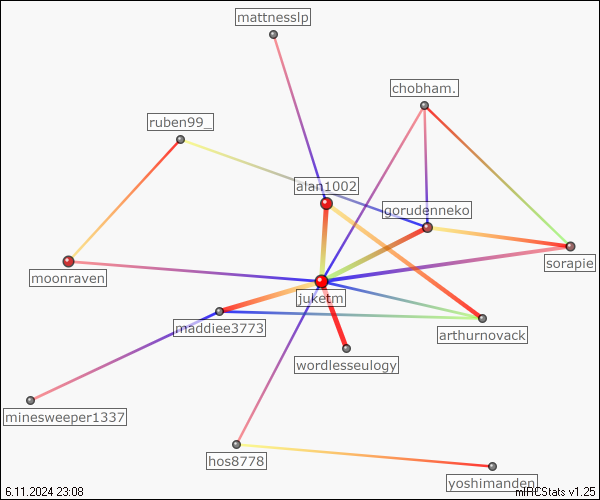 mattnesslp
chobham.
ruben99_
alan1002
gorudenneko
sorapie
moonraven
juketm
maddiee3773
arthurnovack
wordlesseulogy
minesweeper1337
hos8778
yoshimanden
6.11.2024 23:08
mIRCStats v1.25